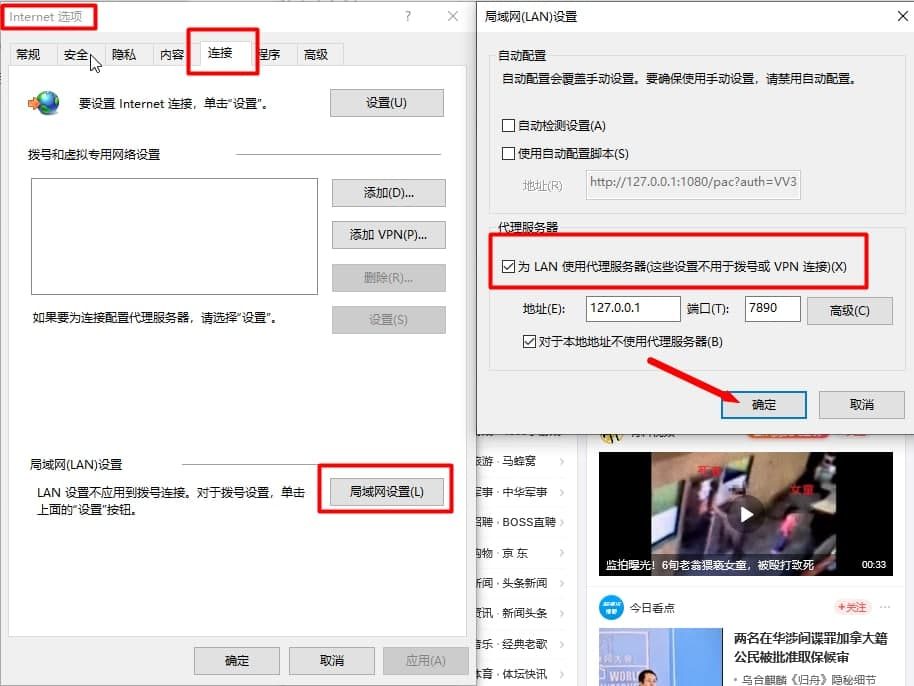 Internet 选项
?
常规
安全
隐私
内容
连接
程序
高级
要设置 Internet 连接，单击“设置”。
设置(U)
拨号和虚拟专用网络设置
添加(D)...
添加 VPN(P)...
删除(R)...
设置(S)
如果要为连接配置代理服务器，请选择“设置”。
局域网(LAN)设置
LAN 设置不应用到拨号连接。对于拨号设置，单击
上面的“设置”按钮。
局域网设置(L)
确定
取消
应用(A)
局域网(LAN)设置
自动配置
自动配置会覆盖手动设置。要确保使用手动设置，请禁用自动配置。
自动检测设置(A)
使用自动配置脚本(S)
地址(R)
http://127.0.0.1:1080/pac?auth=VV3
代理服务器
为 LAN 使用代理服务器(这些设置不用于拨号或 VPN 连接)(X)
地址(E):
127.0.0.1
端口(T):
7890
高级(C)
对于本地地址不使用代理服务器(B)
确定
取消
旅游 · 马蜂窝
军事 · 中华军事
招聘 · BOSS直聘
购物 · 京 东
新闻 · 头条新闻
资讯 · 新闻头条
音乐 · 经典老歌
体育 · 体坛快讯
女童
监拍曝光！6旬老翁猥亵女童，被殴打致死
00:33
今日看点
+关注
两名在华涉间谍罪加拿大籍
公民被批准取保候审
· 乌合麒麟《归舟》隐秘细节